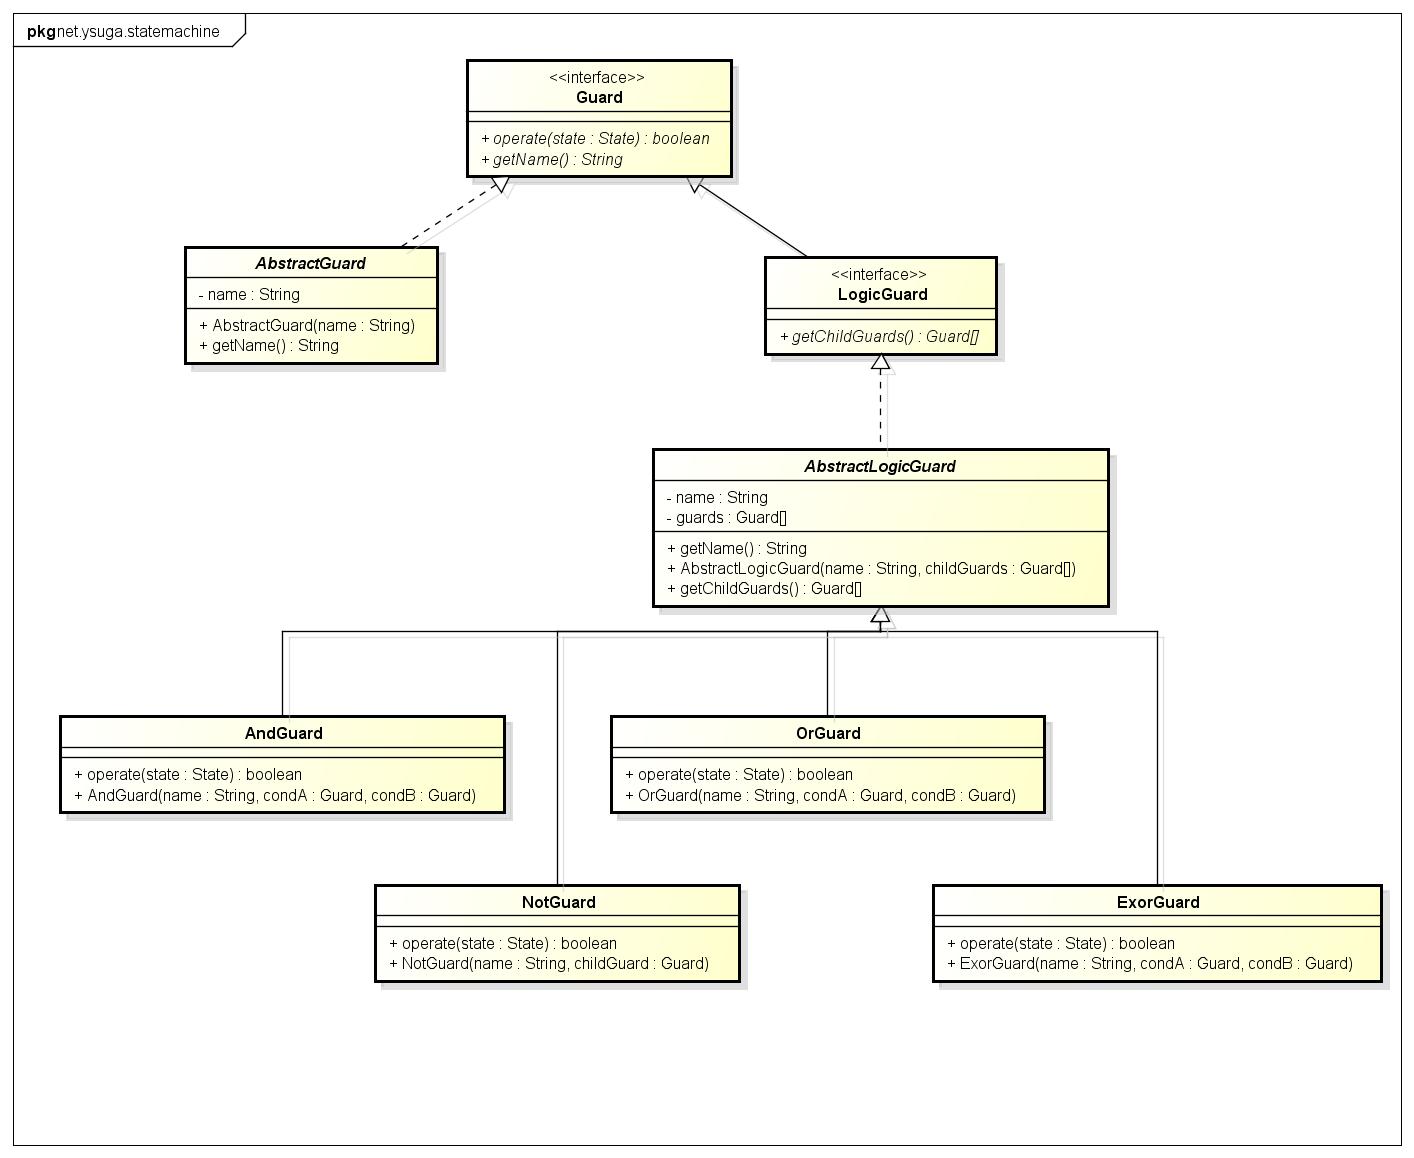 pkg net.ysuga.statemachine
<<interface>>
Guard
+ operate(state : State) : boolean
+ getName() : String
AbstractGuard
- name : String
+ AbstractGuard(name : String)
+ getName() : String
<<interface>>
LogicGuard
+ getChildGuards() : Guard[]
AbstractLogicGuard
- name : String
- guards : Guard[]
+ getName() : String
+ AbstractLogicGuard(name : String, childGuards : Guard[])
+ getChildGuards() : Guard[]
AndGuard
+ operate(state : State) : boolean
+ AndGuard(name : String, condA : Guard, condB : Guard)
OrGuard
+ operate(state : State) : boolean
+ OrGuard(name : String, condA : Guard, condB : Guard)
NotGuard
+ operate(state : State) : boolean
+ NotGuard(name : String, childGuard : Guard)
ExorGuard
+ operate(state : State) : boolean
+ ExorGuard(name : String, condA : Guard, condB : Guard)